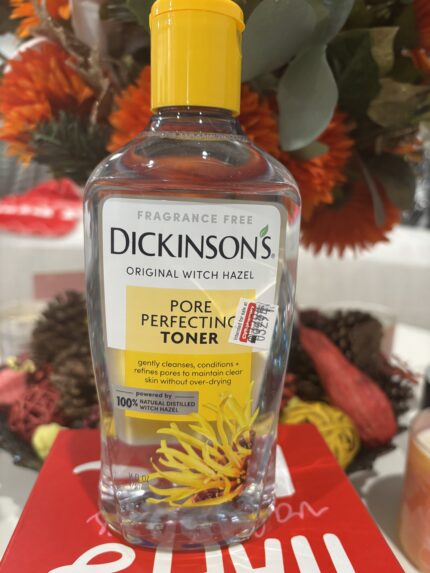 FRAGRANCE FREE
DICKINSON'S®
ORIGINAL WITCH HAZEL
PORE
PERFECTING
TONER
gently cleanses, conditions +
refines pores to maintain clear
skin without over-drying
powered by
100% NATURAL DISTILLED
WITCH HAZEL